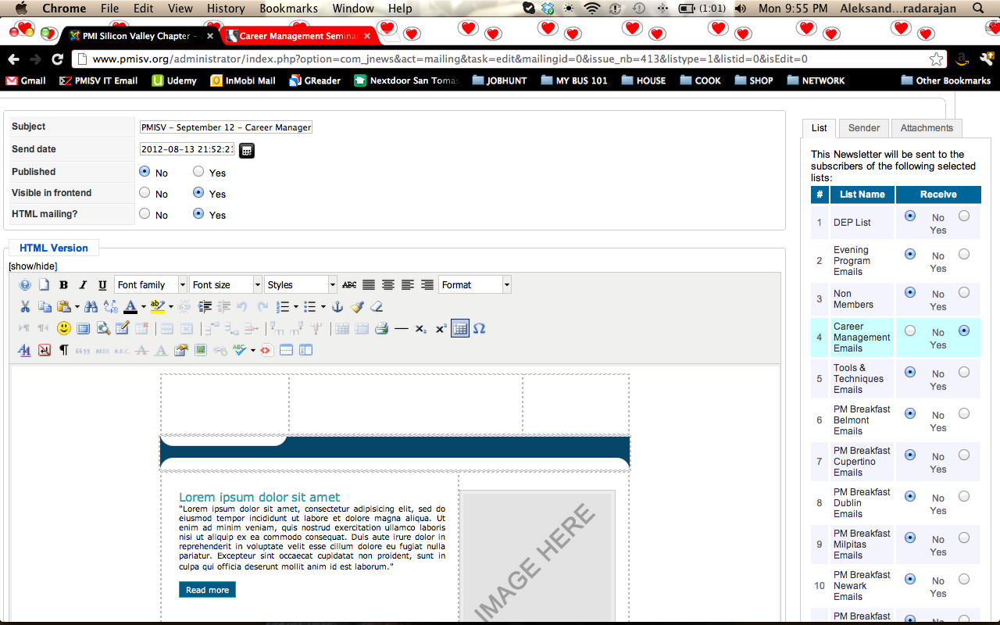 Chrome File Edit View History Bookmarks Window Help (1:01) Mon 9:55 PM Aleksand...radarajan
PMI Silicon Valley Chapter – Career Management Semina
www.pmisv.org/administrator/index.php?option=com_jnews&act=mailing&task=edit&mailingid=0&issue_nb=413&listype=1&listid=0&isEdit=0
Gmail PMISV IT Email Udemy InMobi Mail GReader Nextdoor San Tomas JOBHUNT MY BUS 101 HOUSE COOK SHOP NETWORK Other Bookmarks
Subject PMISV – September 12 – Career Manager
Send date 2012-08-13 21:52:21
Published No Yes
Visible in frontend No Yes
HTML mailing? No Yes
HTML Version
[show/hide]
Font family Font size Styles ABC Format
Lorem ipsum dolor sit amet
"Lorem ipsum dolor sit amet, consectetur adipisicing elit, sed do
eiusmod tempor incididunt ut labore et dolore magna aliqua. Ut
enim ad minim veniam, quis nostrud exercitation ullamco laboris
nisi ut aliquip ex ea commodo consequat. Duis aute irure dolor in
reprehenderit in voluptate velit esse cillum dolore eu fugiat nulla
pariatur. Excepteur sint occaecat cupidatat non proident, sunt in
culpa qui officia deserunt mollit anim id est laborum."
Read more
IMAGE HERE
List Sender Attachments
This Newsletter will be sent to the
subscribers of the following selected
lists:
# List Name Receive
1 DEP List No Yes
2 Evening Program Emails No Yes
3 Non Members No Yes
4 Career Management Emails No Yes
5 Tools & Techniques Emails No Yes
6 PM Breakfast Belmont Emails No Yes
7 PM Breakfast Cupertino Emails No Yes
8 PM Breakfast Dublin Emails No Yes
9 PM Breakfast Milpitas Emails No Yes
10 PM Breakfast Newark Emails No Yes
PM Breakfast No